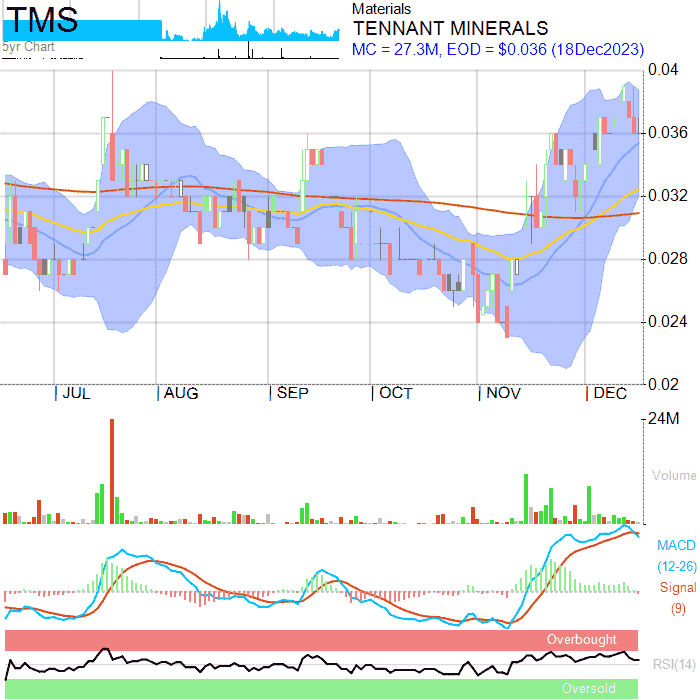 TMS
5yr Chart
Materials
TENNANT MINERALS
MC = 27.3M, EOD = $0.036 (18Dec2023)
0.04
0.036
0.032
0.028
0.024
0.02
JUL AUG SEP OCT NOV DEC
24M
Volume
MACD
(12-26)
Signal
(9)
Overbought
RSI(14)
Oversold